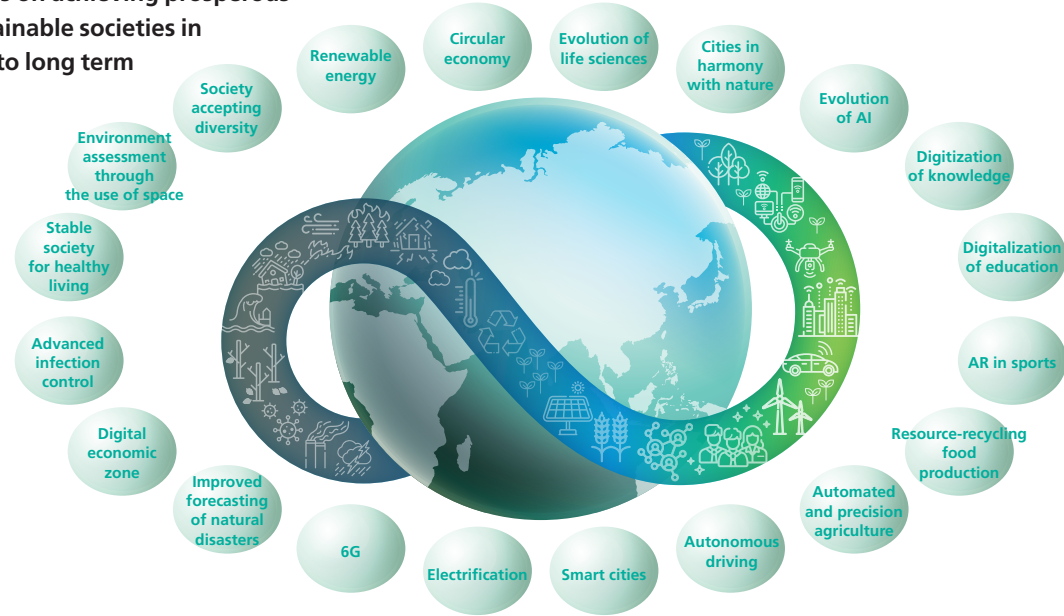 on achieving prosperous
societies in
to long term
Renewable
energy
Circular
economy
Evolution of
life sciences
Cities in
harmony
with nature
Evolution
of AI
Digitization
of knowledge
Digitalization
of education
AR in sports
Resource-recycling
food
production
Automated
and precision
agriculture
Autonomous
driving
Smart cities
Electrification
6G
Improved
forecasting
of natural
disasters
Digital
economic
zone
Advanced
infection
control
Stable
society
for healthy
living
Environment
assessment
through
the use of space
Society
accepting
diversity